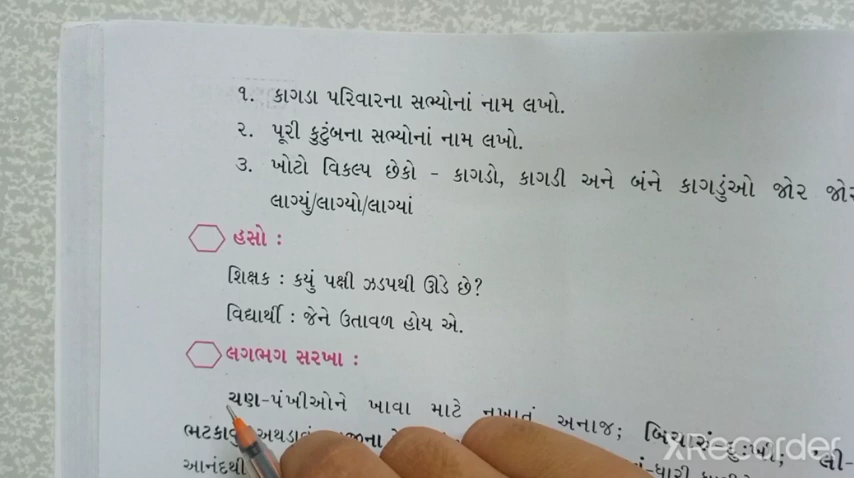 ૧. કાગડા પરિવારના સભ્યોનાં નામ લખો.
૨. પૂરી કુટુંબના સભ્યોનાં નામ લખો.
૩. ખોટો વિકલ્પ છેકો - કાગડો, કાગડી અને બંને કાગડુંઓ જોર
લાગ્યું/લાગ્યો/લાગ્યાં
હસો :
શિક્ષક : કયું પક્ષી ઝડપથી ઊડે છે?
વિદ્યાર્થી : જેને ઉતાવળ હોય એ.
લગભગ સરખા :
ચણ-પંખીઓને ખાવા માટે નખાતું અનાજ;
આનંદથી
XRecorder